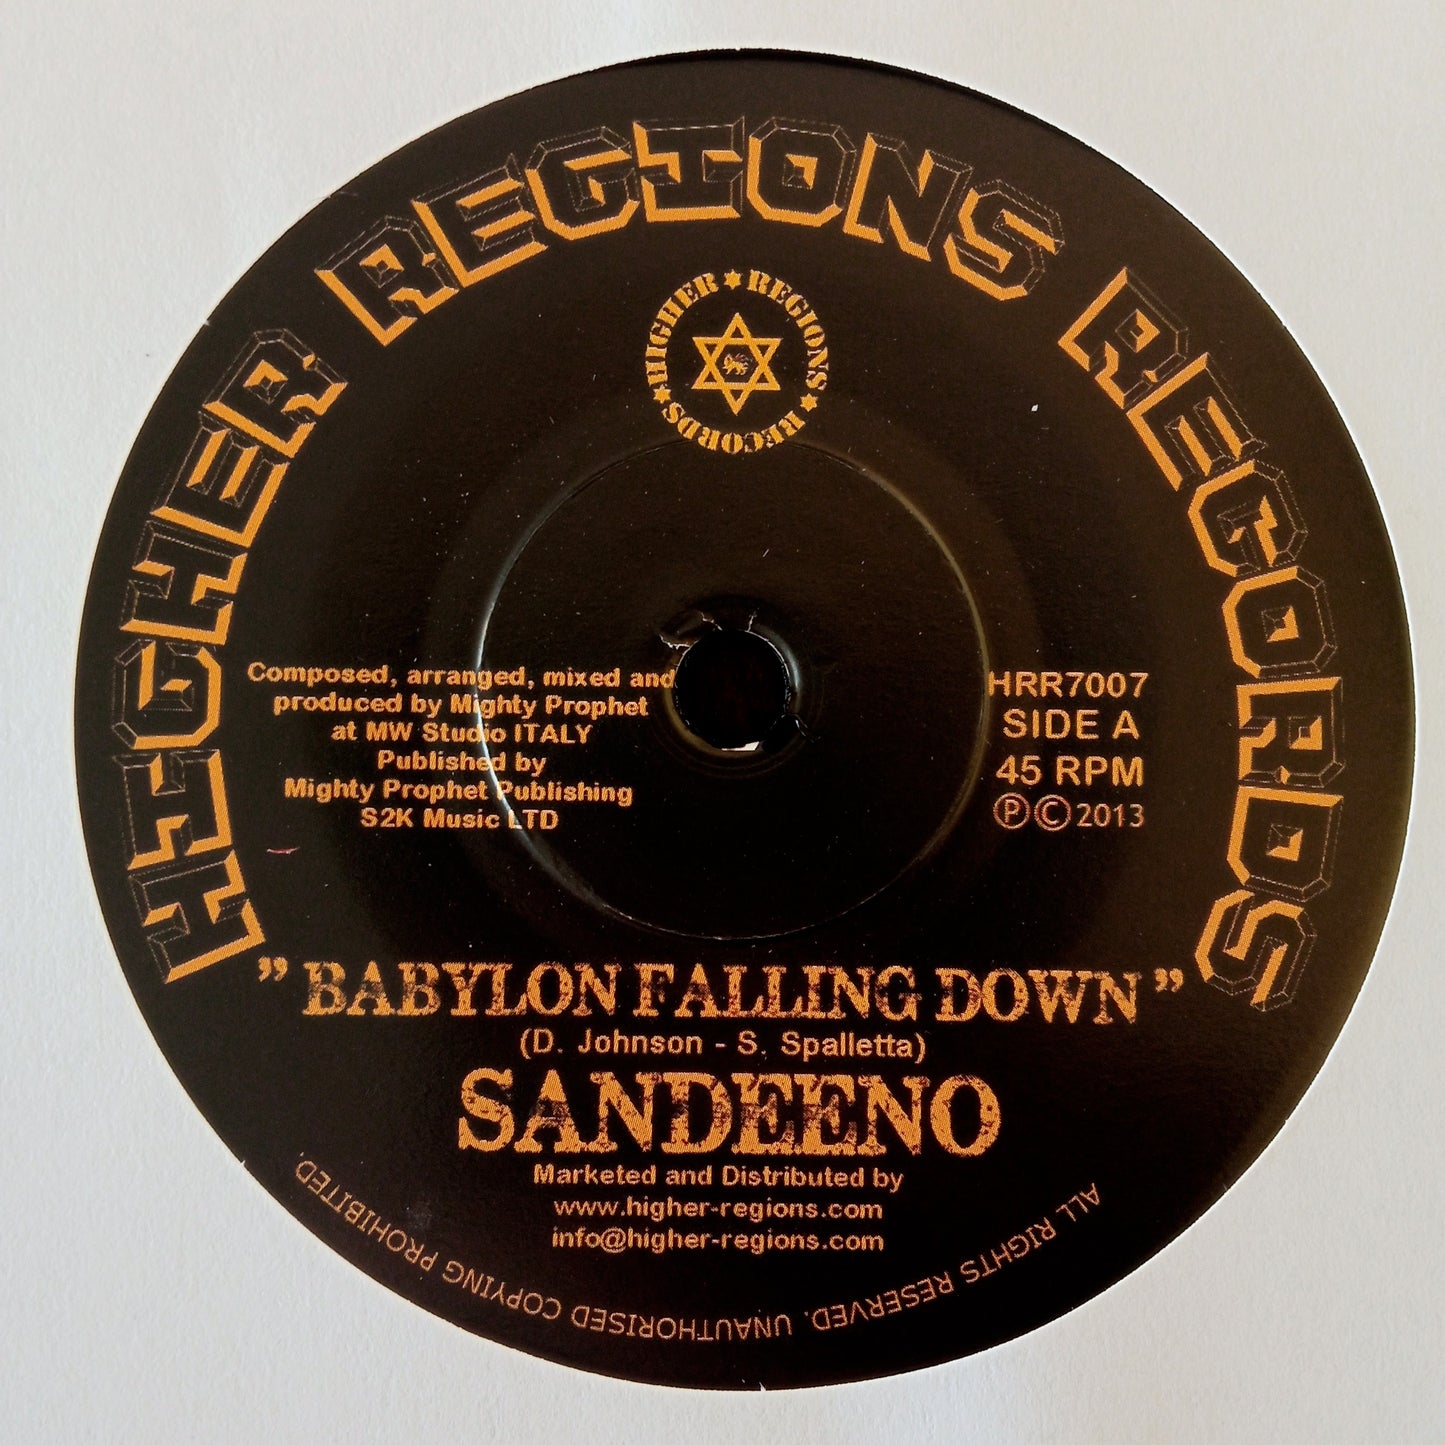 HIGHER REGIONS RECORDS
HIGHER ★ REGIONS ★ RECORDS ★
Composed, arranged, mixed and
produced by Mighty Prophet
at MW Studio ITALY
Published by
Mighty Prophet Publishing
S2K Music LTD
HRR7007
SIDE A
45 RPM
ⓅⒸ2013
" BABYLON FALLING DOWN "
(D. Johnson - S. Spalletta)
SANDEENO
Marketed and Distributed by
www.higher-regions.com
info@higher-regions.com
ALL RIGHTS RESERVED. UNAUTHORISED COPYING PROHIBITED.